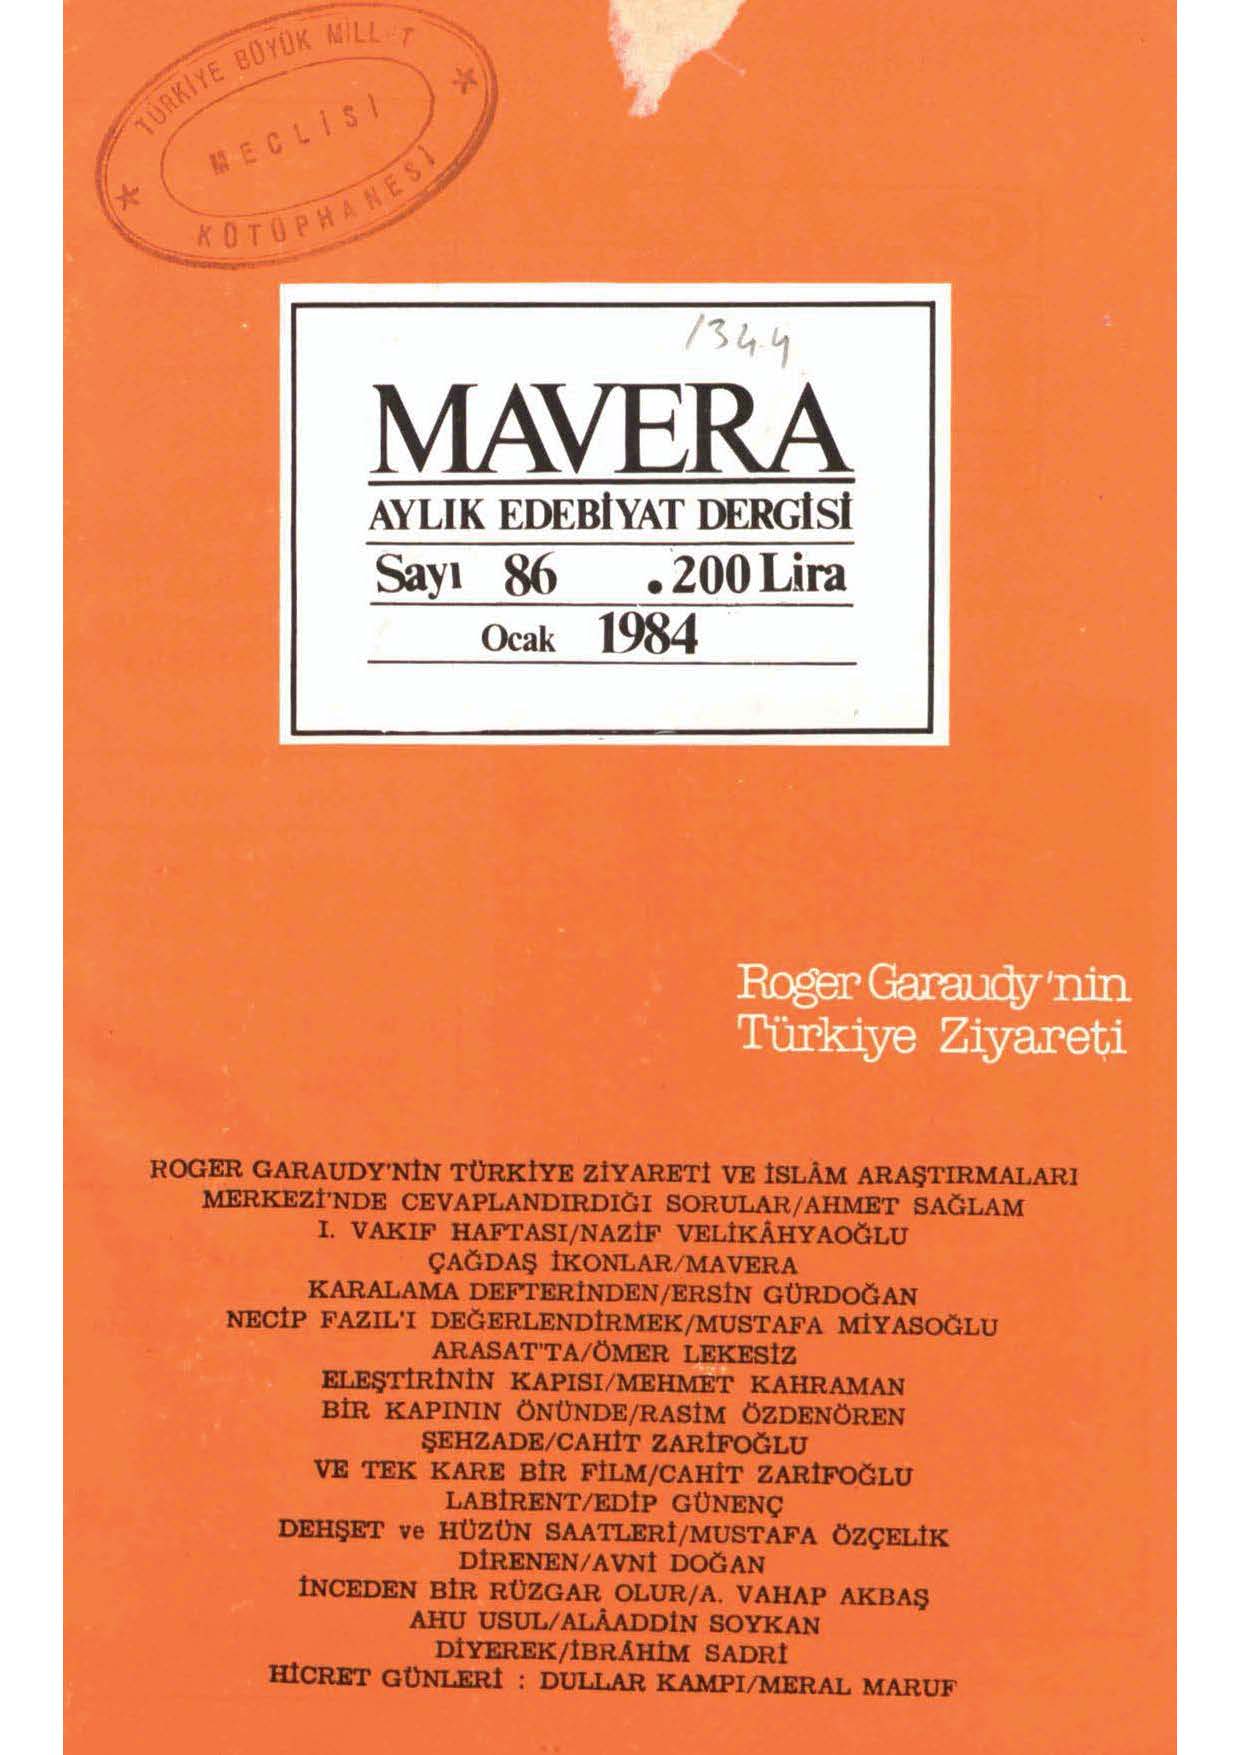 TÜRKİYE BÜYÜK MİLLET
MECLİSİ
KÜTÜPHANESİ
1344
MAVERA
AYLIK EDEBİYAT DERGİSİ
Sayı 86 .200 Lira
Ocak 1984
Roger Garaudy'nin
Türkiye Ziyareti
ROGER GARAUDY'NİN TÜRKİYE ZİYARETİ VE İSLÂM ARAŞTIRMALARI
MERKEZİ'NDE CEVAPLANDIRDIĞI SORULAR/AHMET SAĞLAM
I. VAKIF HAFTASI/NAZİF VELİKÂHYAOĞLU
ÇAĞDAŞ İKONLAR/MAVERA
KARALAMA DEFTERİNDEN/ERSİN GÜRDOĞAN
NECİP FAZIL'I DEĞERLENDİRMEK/MUSTAFA MİYASOĞLU
ARASAT'TA/ÖMER LEKESİZ
ELEŞTİRİNİN KAPISI/MEHMET KAHRAMAN
BİR KAPININ ÖNÜNDE/RASİM ÖZDENÖREN
ŞEHZADE/CAHİT ZARİFOĞLU
VE TEK KARE BİR FİLM/CAHİT ZARİFOĞLU
LABİRENT/EDİP GÜNENÇ
DEHŞET ve HÜZÜN SAATLERİ/MUSTAFA ÖZÇELİK
DİRENEN/AVNİ DOĞAN
İNCEDEN BİR RÜZGAR OLUR/A. VAHAP AKBAŞ
AHU USUL/ALÂADDİN SOYKAN
DİYEREK/İBRÂHİM SADRİ
HİCRET GÜNLERİ : DULLAR KAMPI/MERAL MARUF